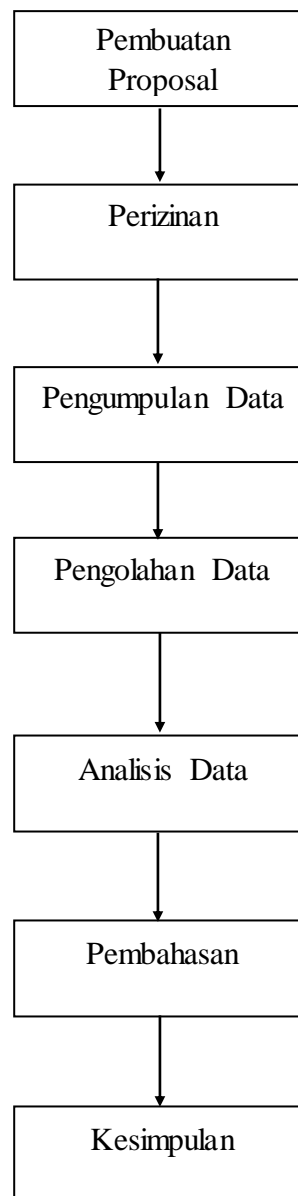 Pembuatan
Proposal
Perizinan
Pengumpulan Data
Pengolahan Data
Analisis Data
Pembahasan
Kesimpulan